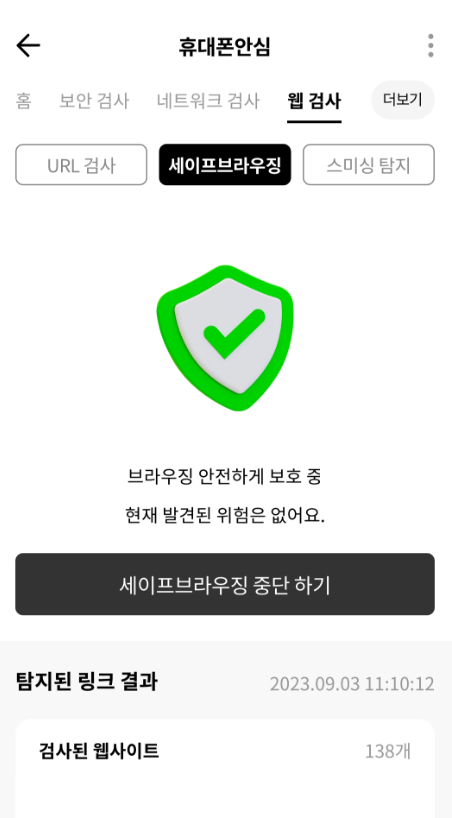 휴대폰안심
홈 보안 검사 네트워크 검사 웹 검사 더보기
URL 검사 세이프브라우징 스미싱 탐지
브라우징 안전하게 보호 중
현재 발견된 위험은 없어요.
세이프브라우징 중단 하기
탐지된 링크 결과 2023.09.03 11:10:12
검사된 웹사이트 138개